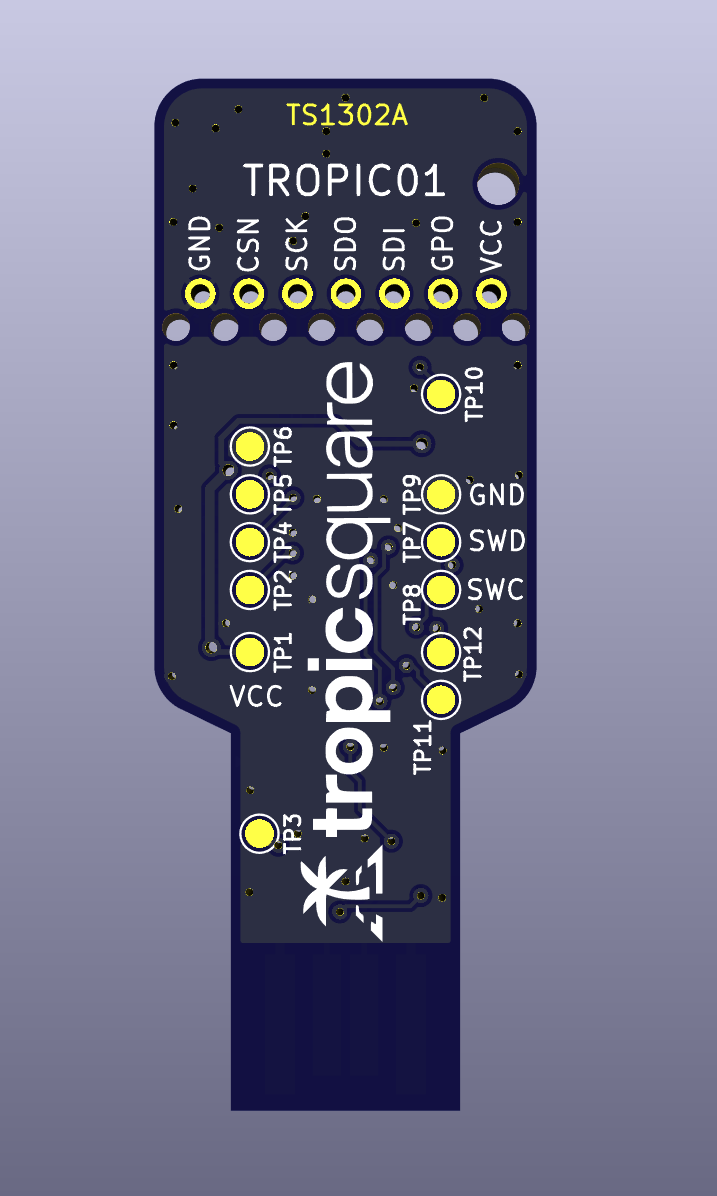 TS1302A
TROPIC01
GND CSN SCK SDO SDI GPO VCC
TP10
TP6
TP5
TP9 GND
TP4
TP7 SWD
TP2
TP8 SWC
TP1
TP12
VCC
TP11
TP3
tropicsquare